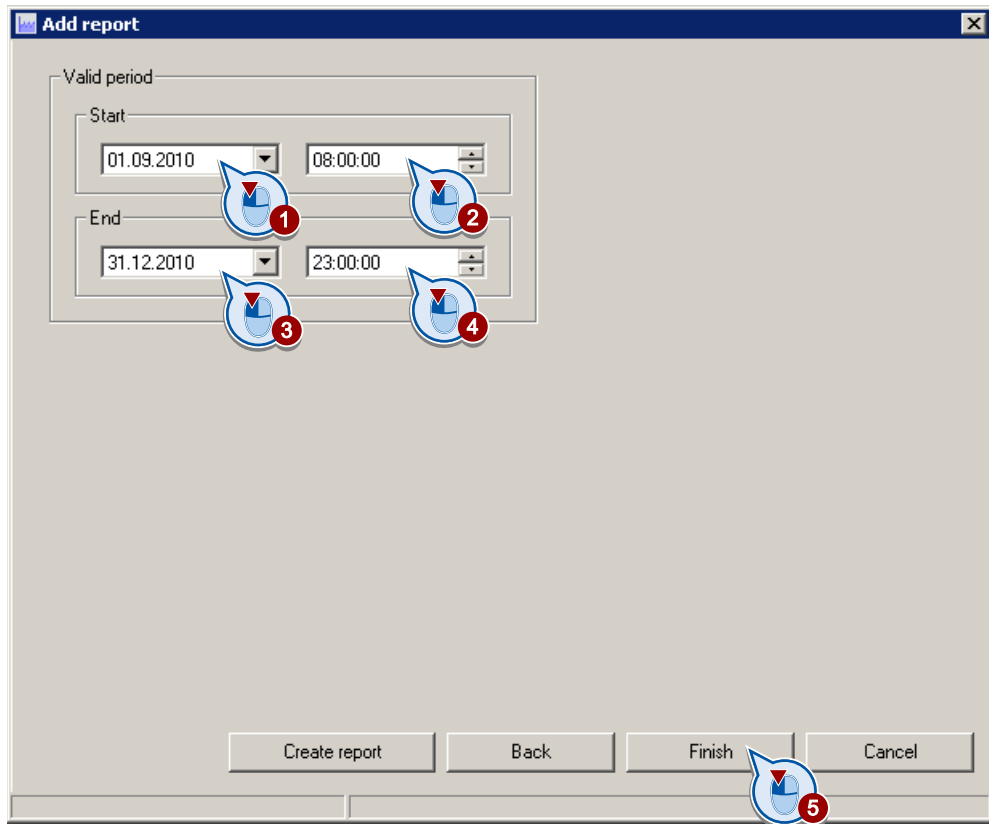 Add report
Valid period
Start
01.09.2010 08:00:00
1 2
End
31.12.2010 23:00:00
3 4
Create report Back Finish Cancel
5